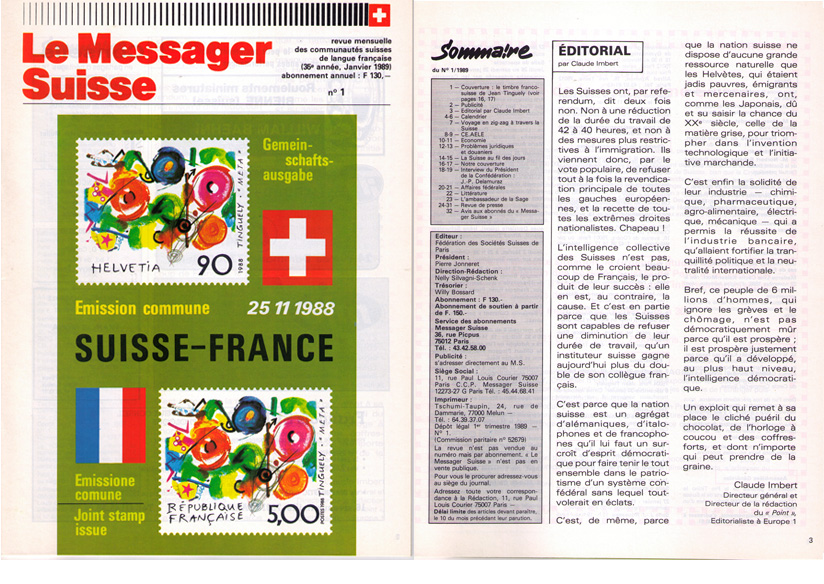 revue mensuelle
des communautés suisses
de langue française
(35e année, Janvier 1989)
abonnement annuel : F 130,—
n° 1
Le Messager
Suisse
Gemein-
schafts-
ausgabe
HELVETIA
90
1988
TINGUELY · META
Emission commune
25 11 1988
SUISSE–FRANCE
Emissione
comune
Joint stamp
issue
RÉPUBLIQUE
FRANÇAISE
5,00
POSTES 1988
TINGUELY · META
Sommaire
du N° 1/1989
1 — Couverture : le timbre franco-
suisse de Jean Tinguely (voir
pages 16, 17)
2 — Publicité
3 — Editorial par Claude Imbert
4-6 — Calendrier
7 — Voyage en zig-zag à travers la
Suisse
8-9 — CE.AELE
10-11 — Economie
12-13 — Problèmes juridiques
et douaniers
14-15 — La Suisse au fil des jours
16-17 — Notre couverture
18-19 — Interview du Président
de la Confédération :
J.-P. Delamuraz
20-21 — Affaires fédérales
22 — Littérature
23 — L'ambassadeur de la Sage
24-31 — Revue de presse
32 — Avis aux abonnés du « Messa-
ger Suisse »
Editeur :
Fédération des Sociétés Suisses de
Paris
Président :
Pierre Jonneret
Direction-Rédaction :
Nelly Silvagni-Schenk
Trésorier :
Willy Bossard
Abonnement : F 130.-
Abonnement de soutien à partir
de F. 150.-
Service des abonnements
Messager Suisse
36, rue Picpus
75012 Paris
Tél. : 43.42.58.00
Publicité :
s'adresser directement au M.S.
Siège Social :
11, rue Paul Louis Courier 75007
Paris C.C.P. Messager Suisse
12273-27 G Paris Tél. : 45.44.68.41
Imprimeur :
Tschumi-Taupin, 24, rue de
Dammarie, 77000 Melun —
Tél. : 64.39.37.07
Dépôt légal 1er trimestre 1989 —
N° 1.
(Commission paritaire n° 52679)
La revue n'est pas vendue au
numéro mais par abonnement. « Le
Messager Suisse » n'est pas en
vente publique.
Pour vous le procurer adressez-vous
au siège du journal.
Adressez toute votre correspon-
dance à la Rédaction, 11, rue Paul
Louis Courier 75007 Paris —
Délai limite des articles devant paraître,
le 10 du mois précédant leur parution.
ÉDITORIAL
par Claude Imbert
Les Suisses ont, par refe-
rendum, dit deux fois
non. Non à une réduction
de la durée du travail de
42 à 40 heures, et non à
des mesures plus restric-
tives à l'immigration. Ils
viennent donc, par le
vote populaire, de refuser
tout à la fois la revendica-
tion principale de toutes
les gauches européen-
nes, et la recette de tou-
tes les extrêmes droites
nationalistes. Chapeau !
L'intelligence collective
des Suisses n'est pas,
comme le croient beau-
coup de Français, le pro-
duit de leur succès : elle
en est, au contraire, la
cause. Et c'est en partie
parce que les Suisses
sont capables de refuser
une diminution de leur
durée de travail, qu'un
instituteur suisse gagne
aujourd'hui plus du dou-
ble de son collègue fran-
çais.
C'est parce que la nation
suisse est un agrégat
d'alémaniques, d'italo-
phones et de francopho-
nes qu'il lui faut un sur-
croît d'esprit démocrati-
que pour faire tenir le tout
ensemble dans le patrio-
tisme d'un système con-
fédéral sans lequel tout-
volerait en éclats.
C'est, de même, parce
que la nation suisse ne
dispose d'aucune grande
ressource naturelle que
les Helvètes, qui étaient
jadis pauvres, émigrants
et mercenaires, ont,
comme les Japonais, dû
et su saisir la chance du
XXe siècle, celle de la
matière grise, pour triom-
pher dans l'invention
technologique et l'initia-
tive marchande.
C'est enfin la solidité de
leur industrie — chimi-
que, pharmaceutique,
agro-alimentaire, électri-
que, mécanique — qui a
permis la réussite de
l'industrie bancaire,
qu'allaient fortifier la tran-
quillité politique et la neu-
tralité internationale.
Bref, ce peuple de 6 mil-
lions d'hommes, qui
ignore les grèves et le
chômage, n'est pas
démocratiquement mûr
parce qu'il est prospère ;
il est prospère justement
parce qu'il a développé,
au plus haut niveau,
l'intelligence démocrati-
que.
Un exploit qui remet à sa
place le cliché puéril du
chocolat, de l'horloge à
coucou et des coffres-
forts, et dont n'importe
qui peut prendre de la
graine.
Claude Imbert
Directeur général et
Directeur de la rédaction
du « Point »,
Editorialiste à Europe 1
3